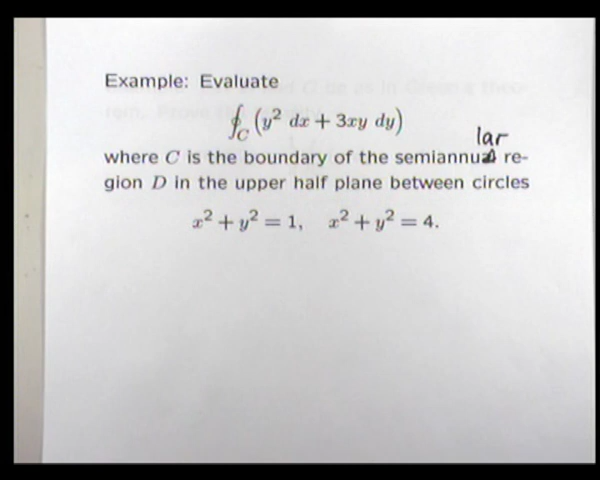 Example: Evaluate
∮_C (y² dx + 3xy dy)
lar
where C is the boundary of the semiannual re-
gion D in the upper half plane between circles
x² + y² = 1, x² + y² = 4.